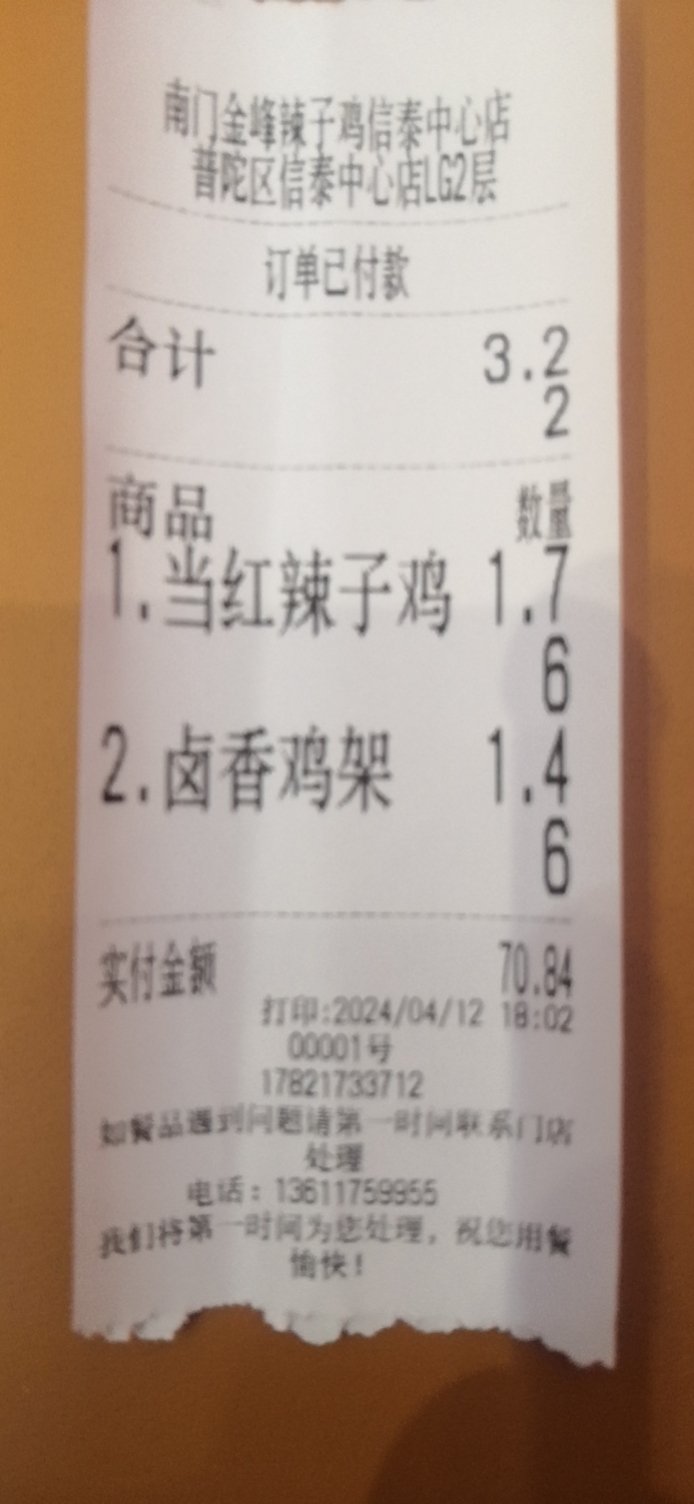 南门金峰辣子鸡信泰中心店
普陀区信泰中心店LG2层
订单已付款
合计 3.2
2
商品 数量
1.当红辣子鸡 1.7
6
2.卤香鸡架 1.4
6
实付金额 70.84
打印:2024/04/12 18:02
00001号
17821733712
如餐品遇到问题请第一时间联系门店
处理
电话:13611759955
我们将第一时间为您处理，祝您用餐
愉快!